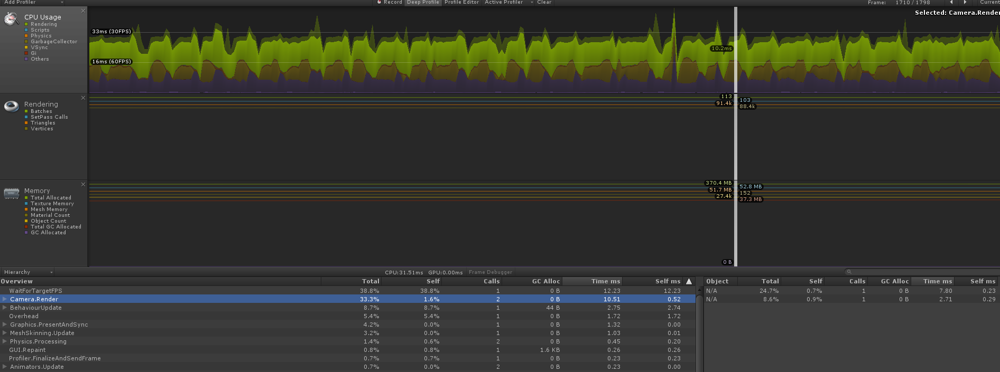 Add Profiler Record Deep Profile Profile Editor Active Profiler Clear Frame: 1710 / 1798 Current
CPU Usage
Rendering
Scripts
Physics
GarbageCollector
VSync
Gi
Others
Selected: Camera.Render
33ms (30FPS)
10.2ms
16ms (60FPS)
Rendering
Batches
SetPass Calls
Triangles
Vertices
113
103
91.4k
88.4k
Memory
Total Allocated
Texture Memory
Mesh Memory
Material Count
Object Count
Total GC Allocated
GC Allocated
370.4 MB
52.8 MB
51.7 MB
152
27.4k
37.3 MB
0 B
Hierarchy CPU:31.51ms GPU:0.00ms Frame Debugger
Overview Total Self Calls GC Alloc Time ms Self ms Object Total Self Calls GC Alloc Time ms Self ms
WaitForTargetFPS 38.8% 38.8% 1 0 B 12.23 12.23 N/A 24.7% 0.7% 1 0 B 7.80 0.23
Camera.Render 33.3% 1.6% 2 0 B 10.51 0.52 N/A 8.6% 0.9% 1 0 B 2.71 0.29
BehaviourUpdate 8.7% 8.7% 1 44 B 2.75 2.74
Overhead 5.4% 5.4% 1 0 B 1.72 1.72
Graphics.PresentAndSync 4.2% 0.0% 1 0 B 1.32 0.00
MeshSkinning.Update 3.2% 0.0% 1 0 B 1.03 0.01
Physics.Processing 1.4% 0.6% 2 0 B 0.45 0.20
GUI.Repaint 0.8% 0.8% 1 1.6 KB 0.26 0.26
Profiler.FinalizeAndSendFrame 0.7% 0.7% 1 0 B 0.23 0.23
Animators.Update 0.7% 0.0% 2 0 B 0.23 0.00